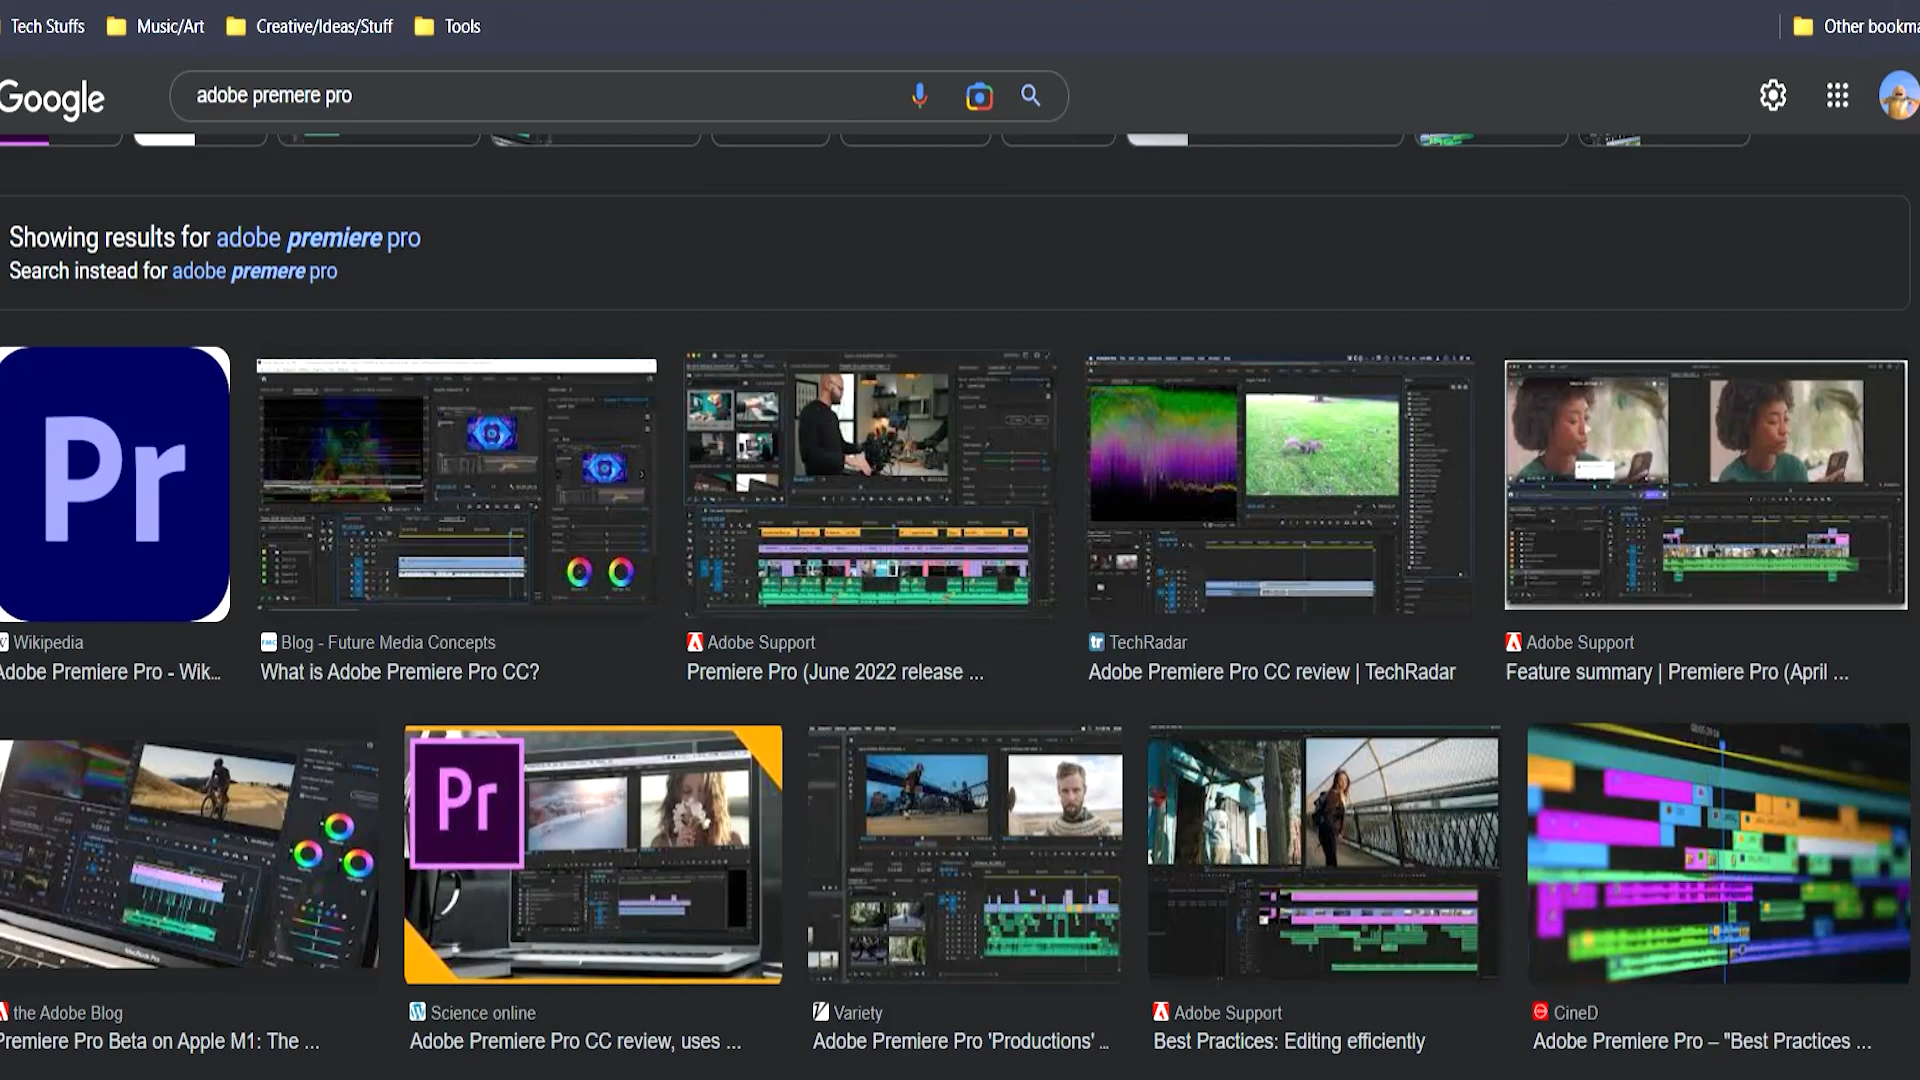 Tech Stuffs
Music/Art
Creative/Ideas/Stuff
Tools
Other bookma
Google
adobe premere pro
Showing results for adobe premiere pro
Search instead for adobe premere pro
Pr
Wikipedia
Adobe Premiere Pro - Wik...
FMC
Blog - Future Media Concepts
What is Adobe Premiere Pro CC?
Adobe Support
Premiere Pro (June 2022 release ...
tr
TechRadar
Adobe Premiere Pro CC review | TechRadar
Adobe Support
Feature summary | Premiere Pro (April ...
MacBook Pro
the Adobe Blog
Premiere Pro Beta on Apple M1: The ...
Pr
Science online
Adobe Premiere Pro CC review, uses ...
Variety
Adobe Premiere Pro 'Productions' ...
Adobe Support
Best Practices: Editing efficiently
CineD
Adobe Premiere Pro – "Best Practices ...